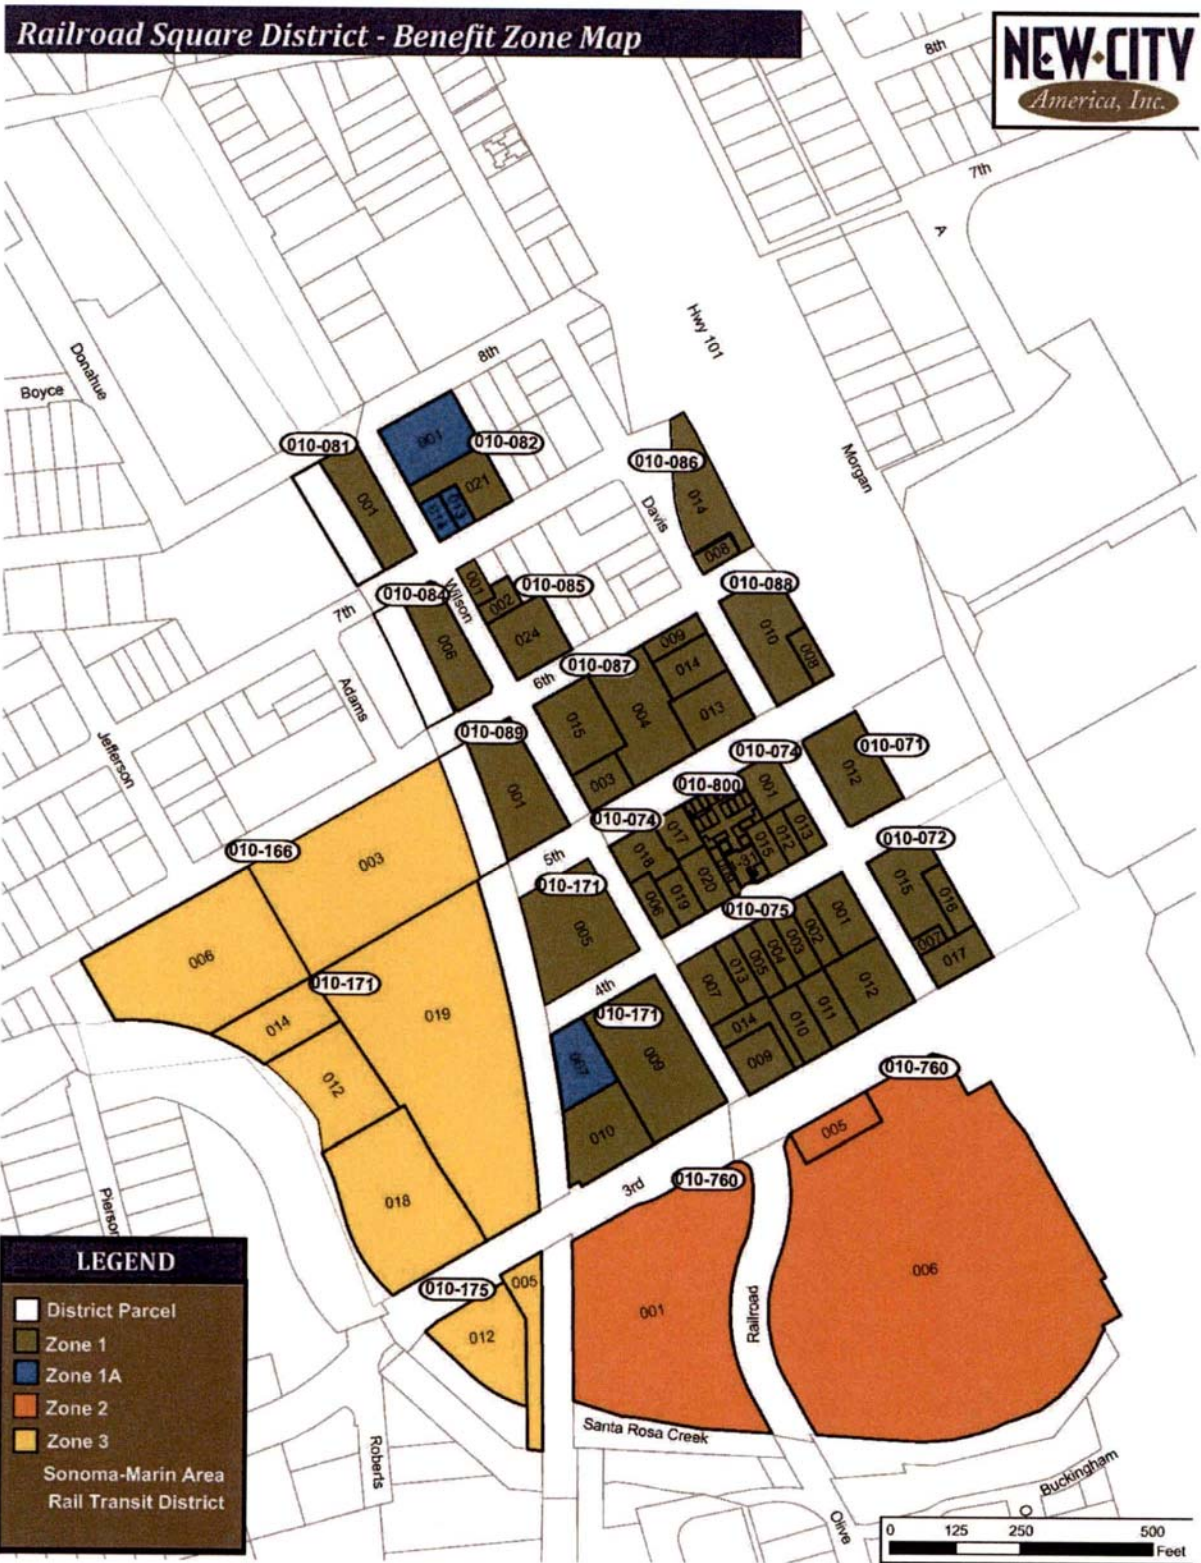 Railroad Square District - Benefit Zone Map
NEW CITY
America, Inc.
8th
7th
A
Hwy 101
Donahue
Boyce
8th
Morgan
010-081
001
001
010-082
021
014
013
010-086
014
008
Davis
7th
010-084
006
Wilson
001
002
010-085
024
010-088
010
008
Adams
6th
010-087
009
014
013
004
015
003
Jefferson
010-089
001
010-074
010-071
012
010-800
001
010-074
017
018
013
012
015
020
019
006
010-072
015
016
007
017
010-166
003
006
5th
010-171
005
010-075
001
002
003
004
005
013
007
014
009
010
011
012
010-171
014
019
012
018
4th
010-171
007
009
010
010-760
005
006
3rd
010-760
001
Railroad
Pierson
010-175
005
012
Santa Rosa Creek
Roberts
Olive
Buckingham
O
LEGEND
District Parcel
Zone 1
Zone 1A
Zone 2
Zone 3
Sonoma-Marin Area
Rail Transit District
0 125 250 500
Feet